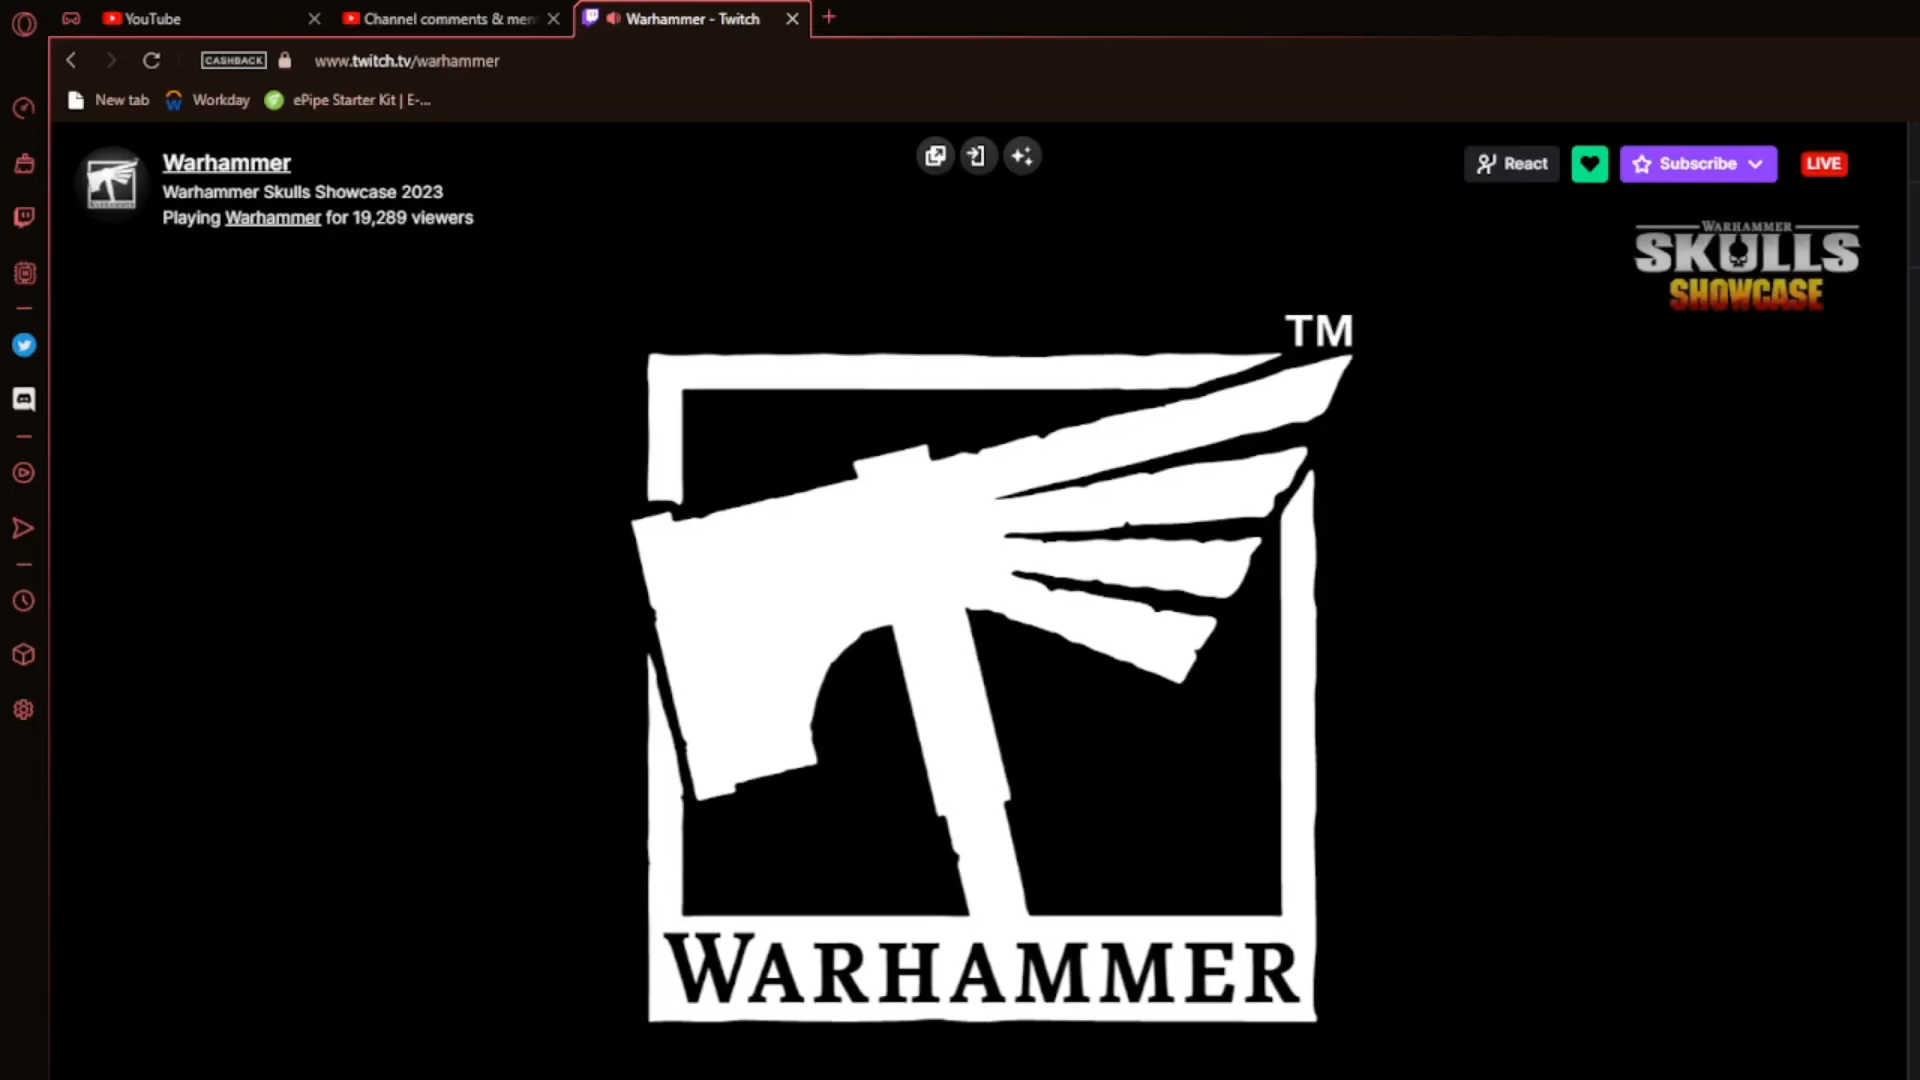 YouTube
Channel comments & men
Warhammer - Twitch
CASHBACK
www.twitch.tv/warhammer
New tab
Workday
ePipe Starter Kit | E-...
Warhammer
Warhammer Skulls Showcase 2023
Playing Warhammer for 19,289 viewers
React
Subscribe
LIVE
WARHAMMER
SKULLS
SHOWCASE
TM
WARHAMMER